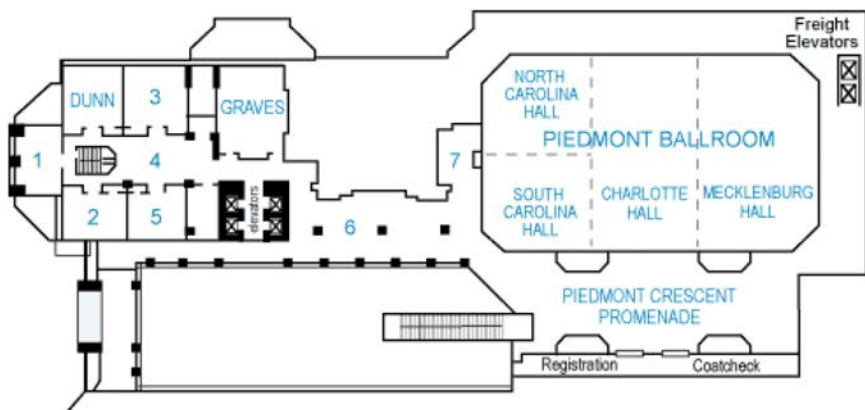 Freight
Elevators
NORTH
CAROLINA
HALL
DUNN
3
GRAVES
PIEDMONT BALLROOM
1
4
7
SOUTH
CAROLINA
HALL
CHARLOTTE
HALL
MECKLENBURG
HALL
2
5
elevators
6
PIEDMONT CRESCENT
PROMENADE
Registration
Coatcheck